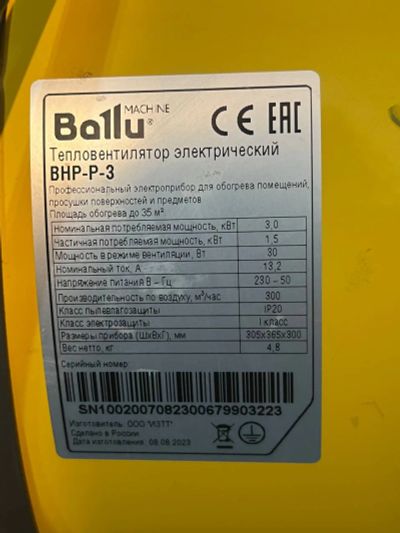 MACHINE
Ballu®
CE EAC
Тепловентилятор электрический
BHP-P-3
Профессиональный электроприбор для обогрева помещений,
просушки поверхностей и предметов
Площадь обогрева до 35 м²
Номинальная потребляемая мощность, кВт 3,0
Частичная потребляемая мощность, кВт 1,5
Мощность в режиме вентиляции, Вт 30
Номинальный ток, А 13,2
Напряжение питания В – Гц 230 – 50
Производительность по воздуху, м³/час 300
Класс пылевлагозащиты IP20
Класс электрозащиты I класс
Размеры прибора (ШхВхГ), мм 305х365х300
Вес нетто, кг 4,8
Серийный номер:
SN1002007082300679903223
Изготовитель: ООО "ИЗТТ"
Сделано в России
Дата изготовления: 08.08.2023